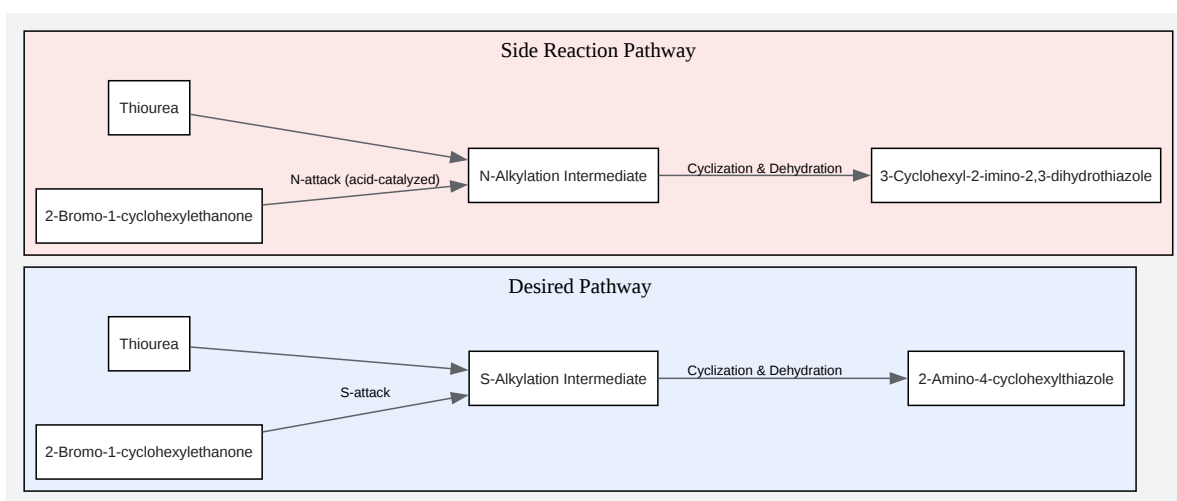 Side Reaction Pathway
Thiourea
2-Bromo-1-cyclohexylethanone
N-attack (acid-catalyzed)
N-Alkylation Intermediate
Cyclization & Dehydration
3-Cyclohexyl-2-imino-2,3-dihydrothiazole
Desired Pathway
Thiourea
2-Bromo-1-cyclohexylethanone
S-attack
S-Alkylation Intermediate
Cyclization & Dehydration
2-Amino-4-cyclohexylthiazole